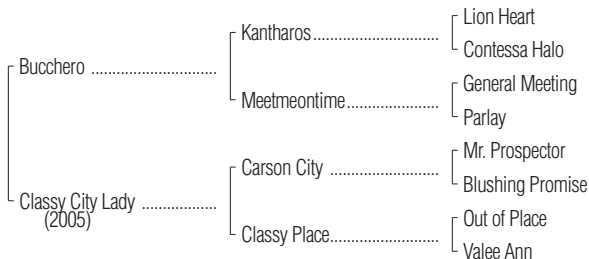 Lion Heart
Kantharos
Contessa Halo
Bucchero
General Meeting
Meetmeontime
Parlay
Mr. Prospector
Carson City
Blushing Promise
Classy City Lady
(2005)
Out of Place
Classy Place
Valee Ann